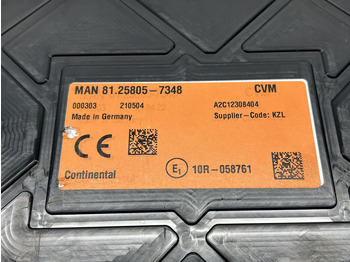 MAN 81.25805-7348 CVM
000303 210504 A2C12308404
Made in Germany Supplier-Code: KZL
CE
Continental E1 10R-058761